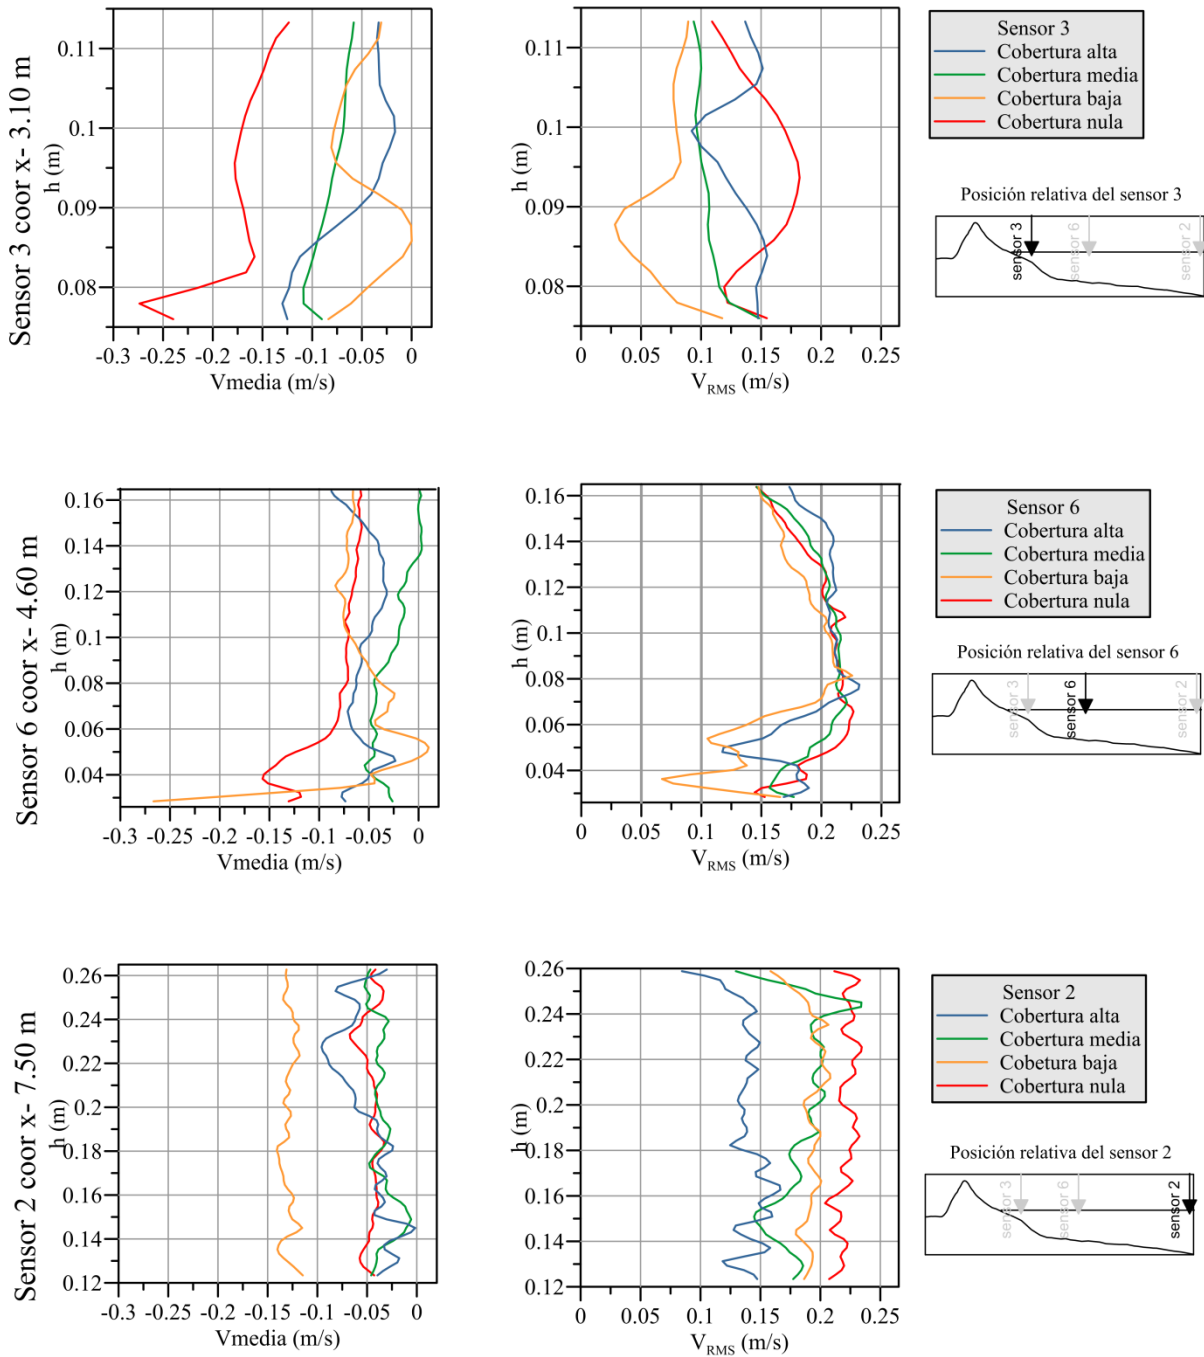 Sensor 3 coor x- 3.10 m
h (m)
0.11
0.1
0.09
0.08
-0.3 -0.25 -0.2 -0.15 -0.1 -0.05 0
Vmedia (m/s)
h (m)
0.11
0.1
0.09
0.08
0 0.05 0.1 0.15 0.2 0.25
VRMS (m/s)
Sensor 3
Cobertura alta
Cobertura media
Cobertura baja
Cobertura nula
Posición relativa del sensor 3
sensor 3
sensor 6
sensor 2
Sensor 6 coor x- 4.60 m
h (m)
0.16
0.14
0.12
0.1
0.08
0.06
0.04
-0.3 -0.25 -0.2 -0.15 -0.1 -0.05 0
Vmedia (m/s)
h (m)
0.16
0.14
0.12
0.1
0.08
0.06
0.04
0 0.05 0.1 0.15 0.2 0.25
VRMS (m/s)
Sensor 6
Cobertura alta
Cobertura media
Cobertura baja
Cobertura nula
Posición relativa del sensor 6
sensor 3
sensor 6
sensor 2
Sensor 2 coor x- 7.50 m
h (m)
0.26
0.24
0.22
0.2
0.18
0.16
0.14
0.12
-0.3 -0.25 -0.2 -0.15 -0.1 -0.05 0
Vmedia (m/s)
h (m)
0.26
0.24
0.22
0.2
0.18
0.16
0.14
0.12
0 0.05 0.1 0.15 0.2 0.25
VRMS (m/s)
Sensor 2
Cobertura alta
Cobertura media
Cobetura baja
Cobertura nula
Posición relativa del sensor 2
sensor 3
sensor 6
sensor 2